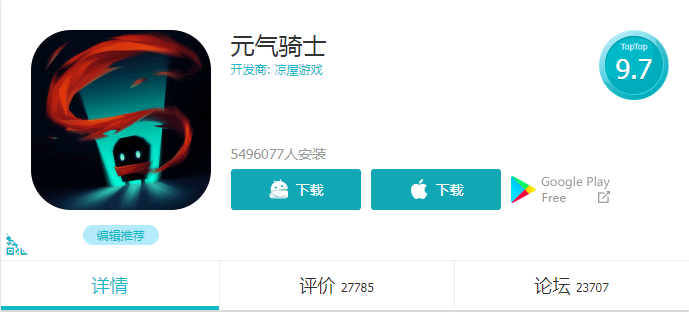 元气骑士
开发商: 凉屋游戏
TapTap
9.7
5496077人安装
下载
下载
Google Play
Free
编辑推荐
详情
评价 27785
论坛 23707